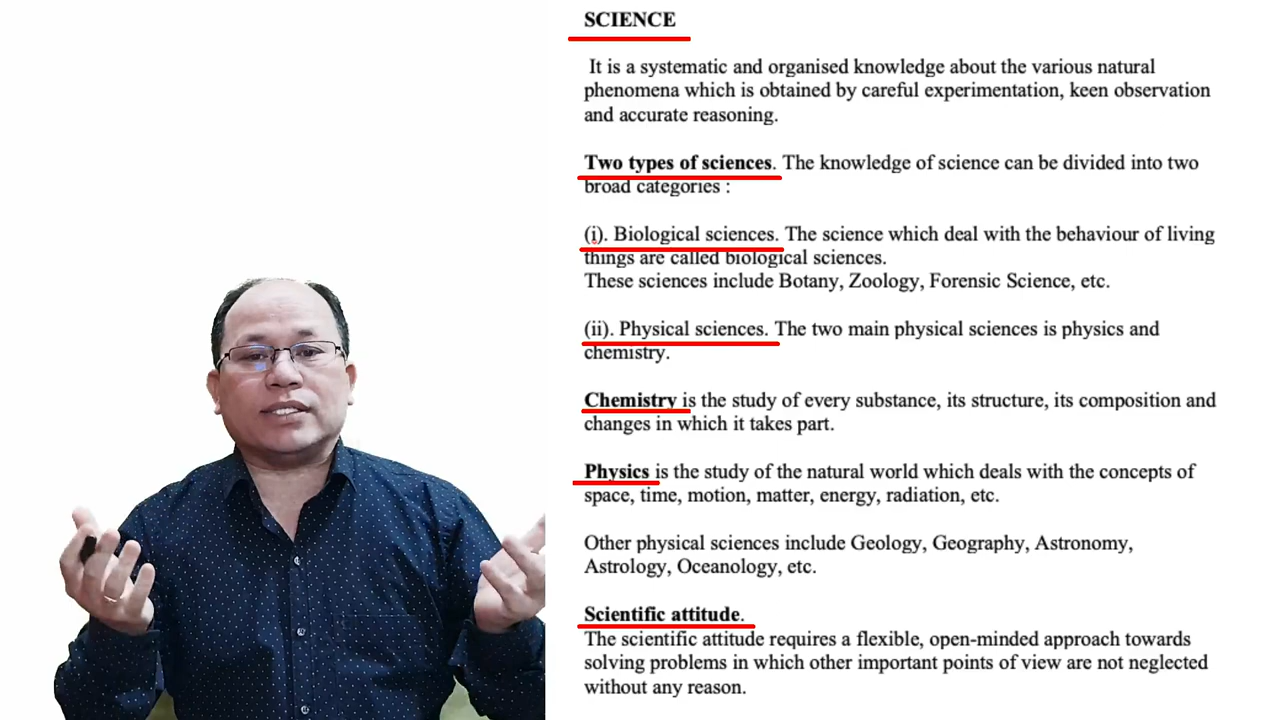 SCIENCE
It is a systematic and organised knowledge about the various natural
phenomena which is obtained by careful experimentation, keen observation
and accurate reasoning.
Two types of sciences. The knowledge of science can be divided into two
broad categories :
(i). Biological sciences. The science which deal with the behaviour of living
things are called biological sciences.
These sciences include Botany, Zoology, Forensic Science, etc.
(ii). Physical sciences. The two main physical sciences is physics and
chemistry.
Chemistry is the study of every substance, its structure, its composition and
changes in which it takes part.
Physics is the study of the natural world which deals with the concepts of
space, time, motion, matter, energy, radiation, etc.
Other physical sciences include Geology, Geography, Astronomy,
Astrology, Oceanology, etc.
Scientific attitude.
The scientific attitude requires a flexible, open-minded approach towards
solving problems in which other important points of view are not neglected
without any reason.